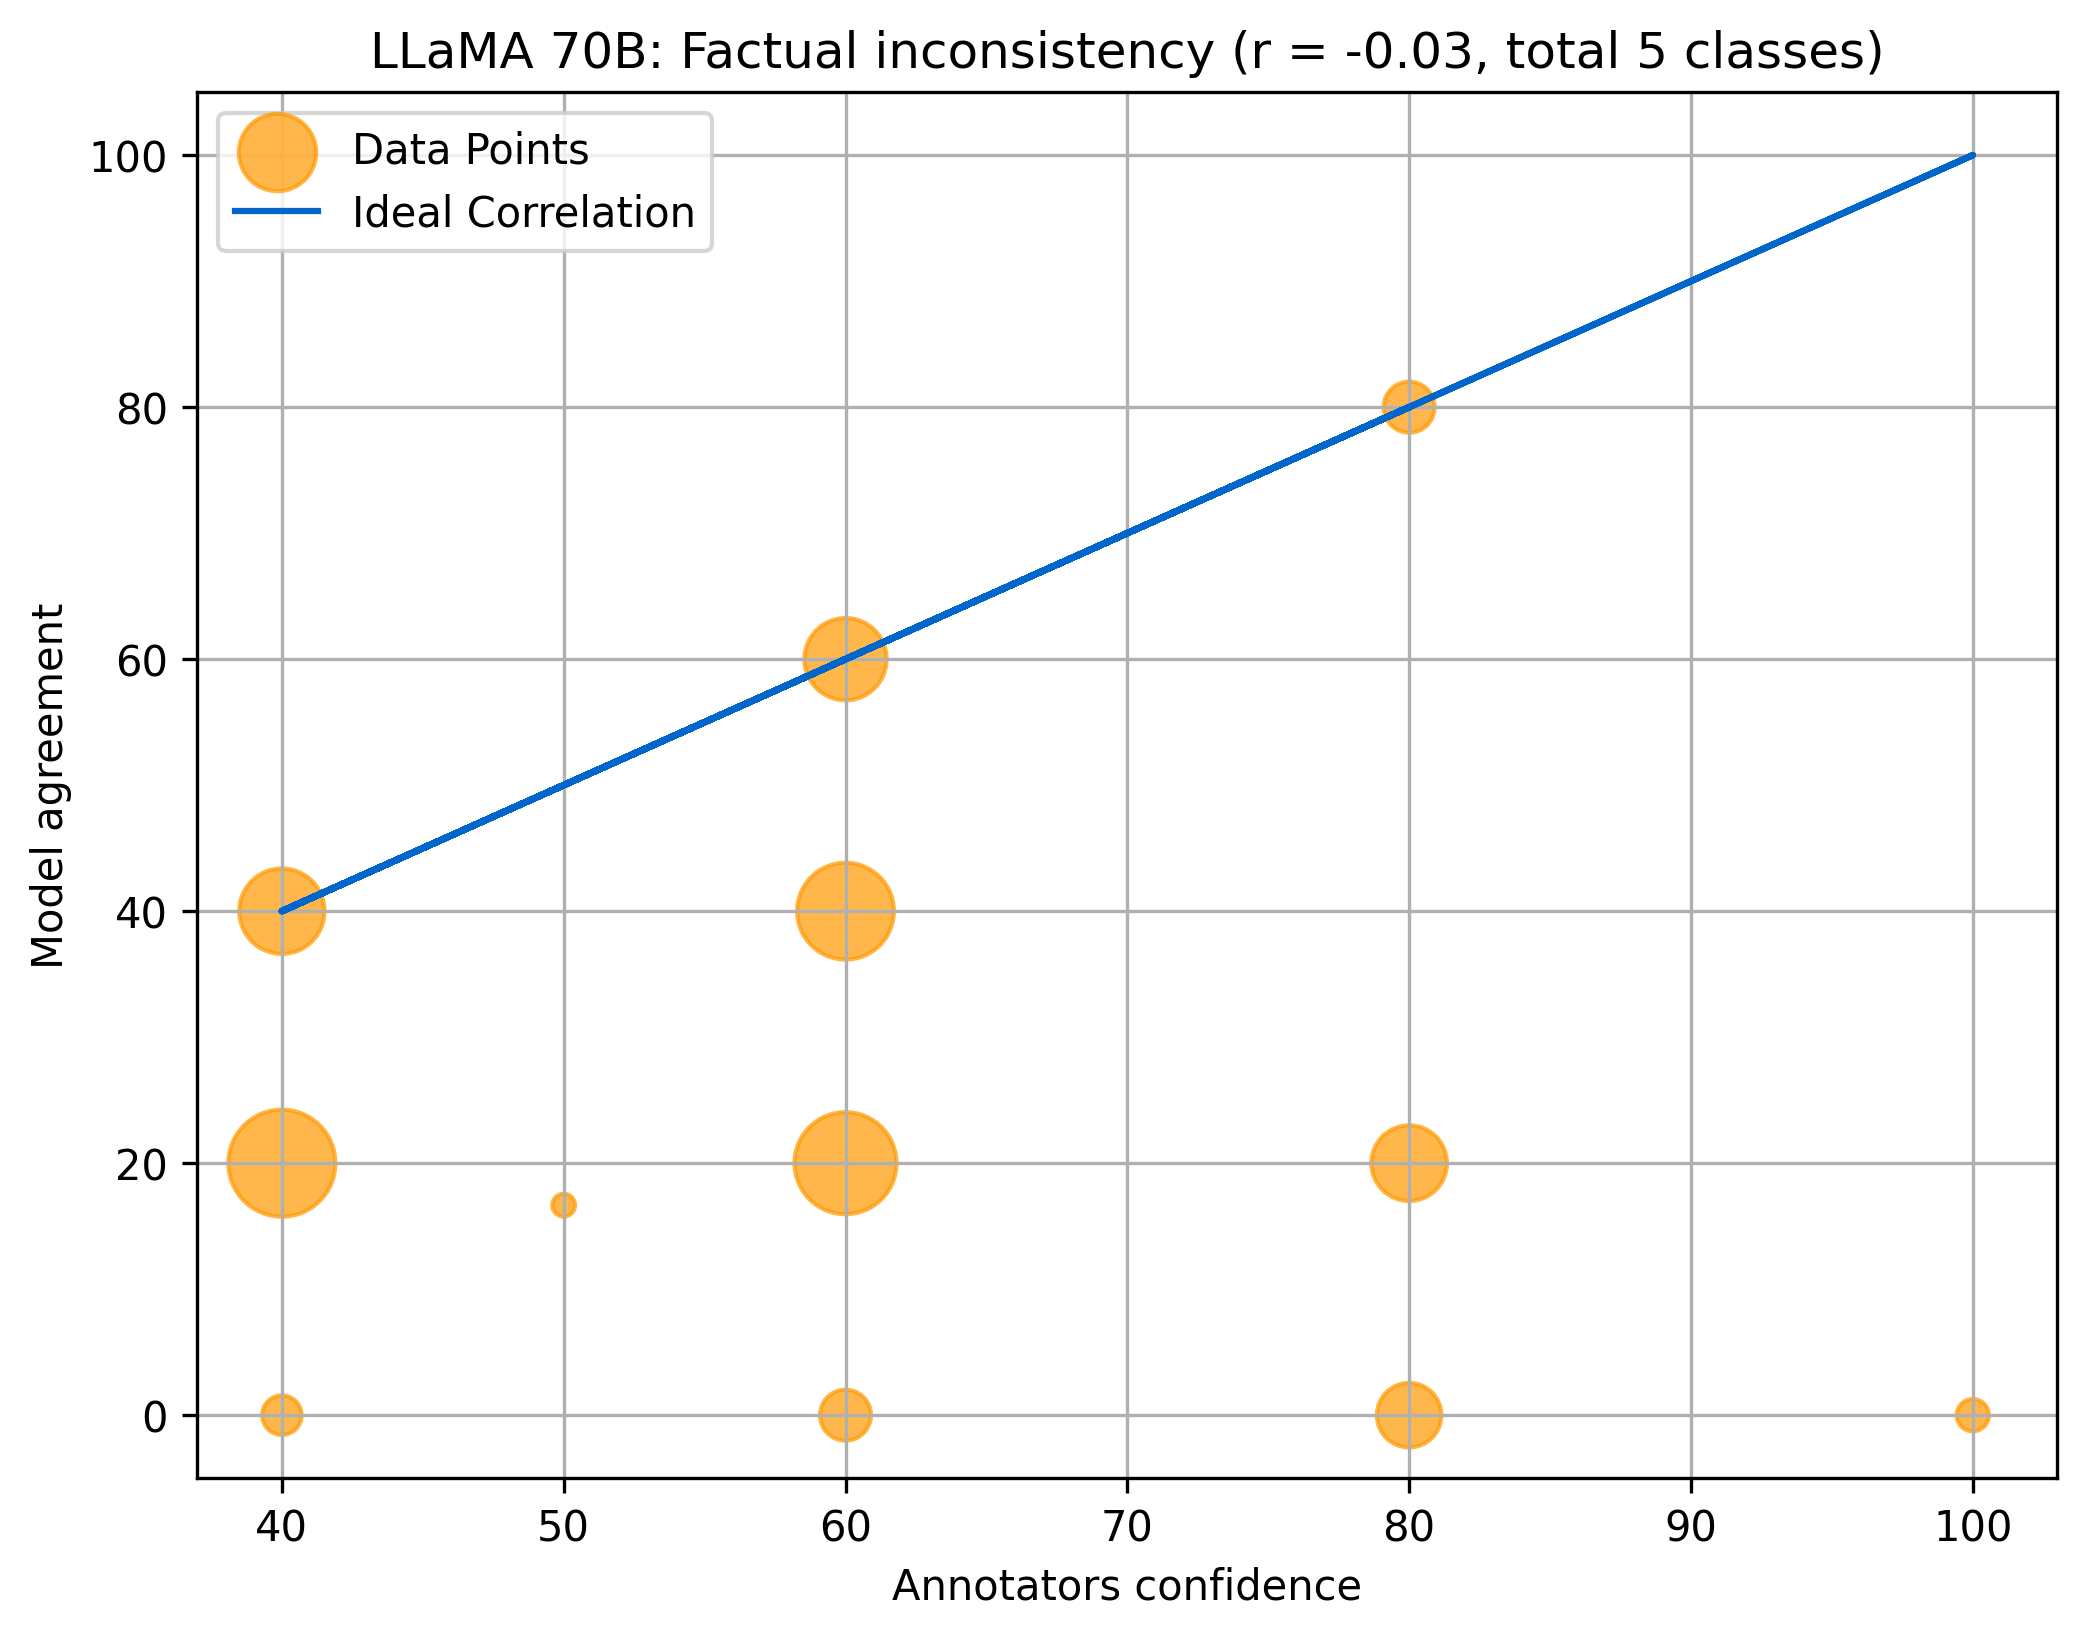 LLaMA 70B: Factual inconsistency (r = -0.03, total 5 classes)
Data Points
Ideal Correlation
100
80
60
40
20
0
Model agreement
40 50 60 70 80 90 100
Annotators confidence